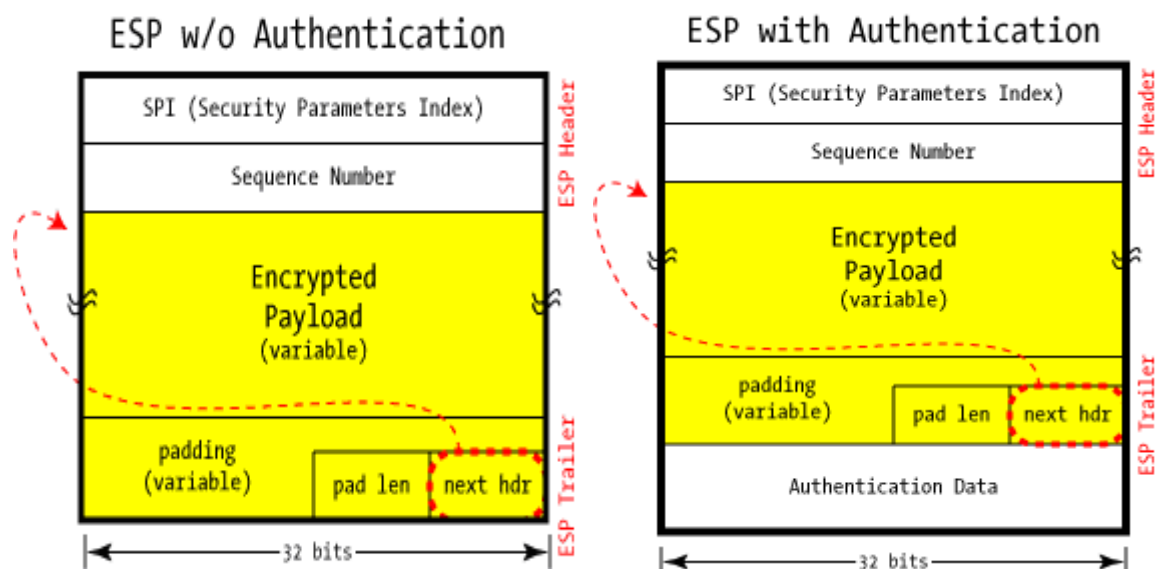 ESP w/o Authentication
SPI (Security Parameters Index)
Sequence Number
ESP Header
Encrypted
Payload
(variable)
padding
(variable)
pad len
next hdr
ESP Trailer
32 bits
ESP with Authentication
SPI (Security Parameters Index)
Sequence Number
ESP Header
Encrypted
Payload
(variable)
padding
(variable)
pad len
next hdr
ESP Trailer
Authentication Data
32 bits